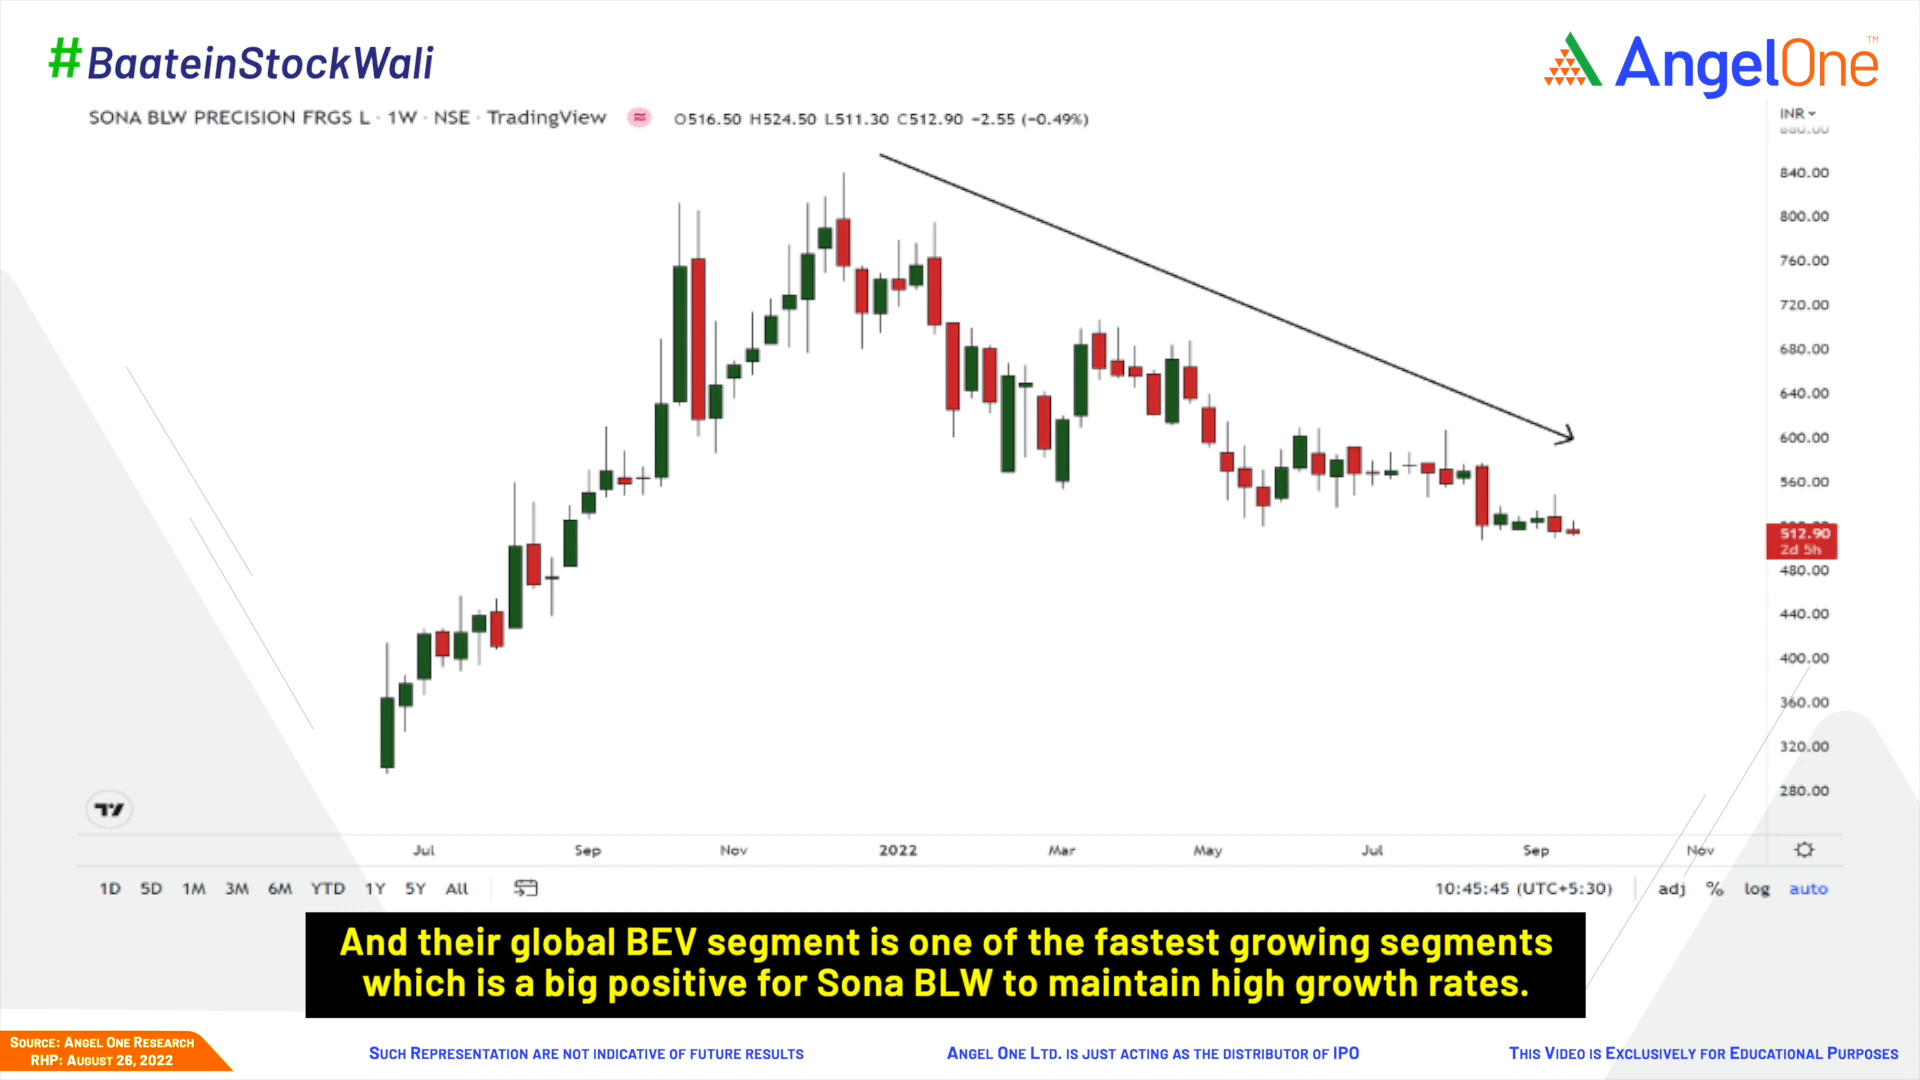 #BaateinStockWali
AngelOne™
SONA BLW PRECISION FRGS L · 1W · NSE · TradingView ≈ O516.50 H524.50 L511.30 C512.90 −2.55 (−0.49%)
INR
880.00
840.00
800.00
760.00
720.00
680.00
640.00
600.00
560.00
512.90
2d 5h
480.00
440.00
400.00
360.00
320.00
280.00
Jul Sep Nov 2022 Mar May Jul Sep Nov
1D 5D 1M 3M 6M YTD 1Y 5Y All 10:45:45 (UTC+5:30) adj % log auto
And their global BEV segment is one of the fastest growing segments
which is a big positive for Sona BLW to maintain high growth rates.
Source: Angel One Research
RHP: August 26, 2022
Such Representation are not indicative of future results Angel One Ltd. is just acting as the distributor of IPO This Video is Exclusively for Educational Purposes